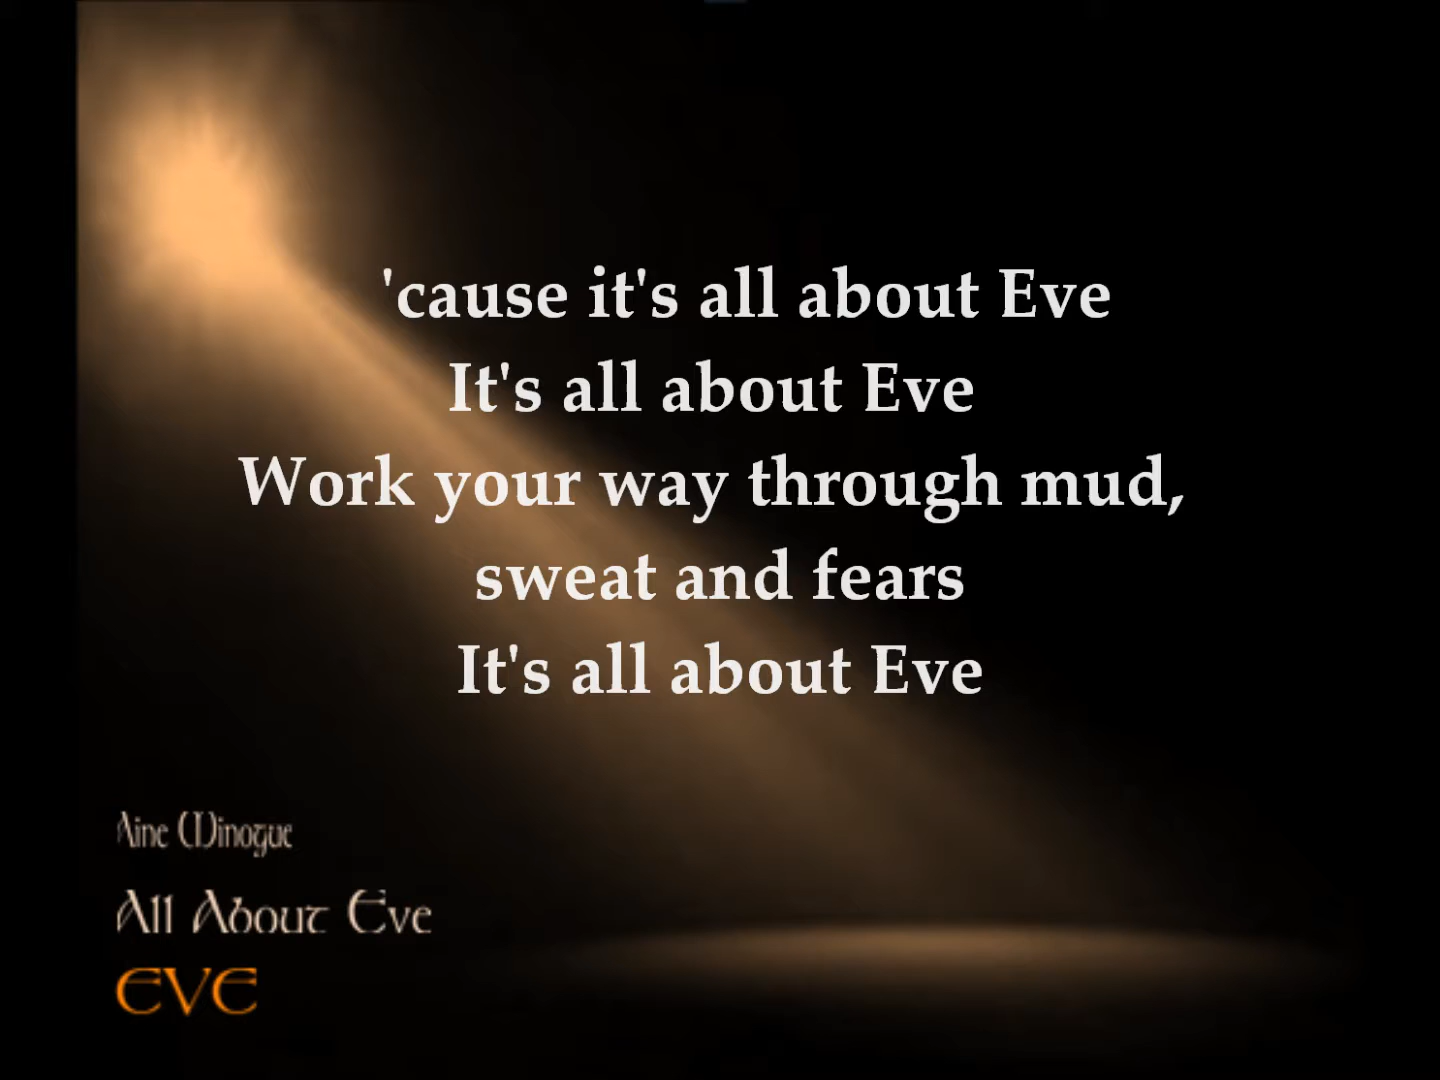 'cause it's all about Eve
It's all about Eve
Work your way through mud,
sweat and fears
It's all about Eve
Aine Minogue
All About Eve
EVE